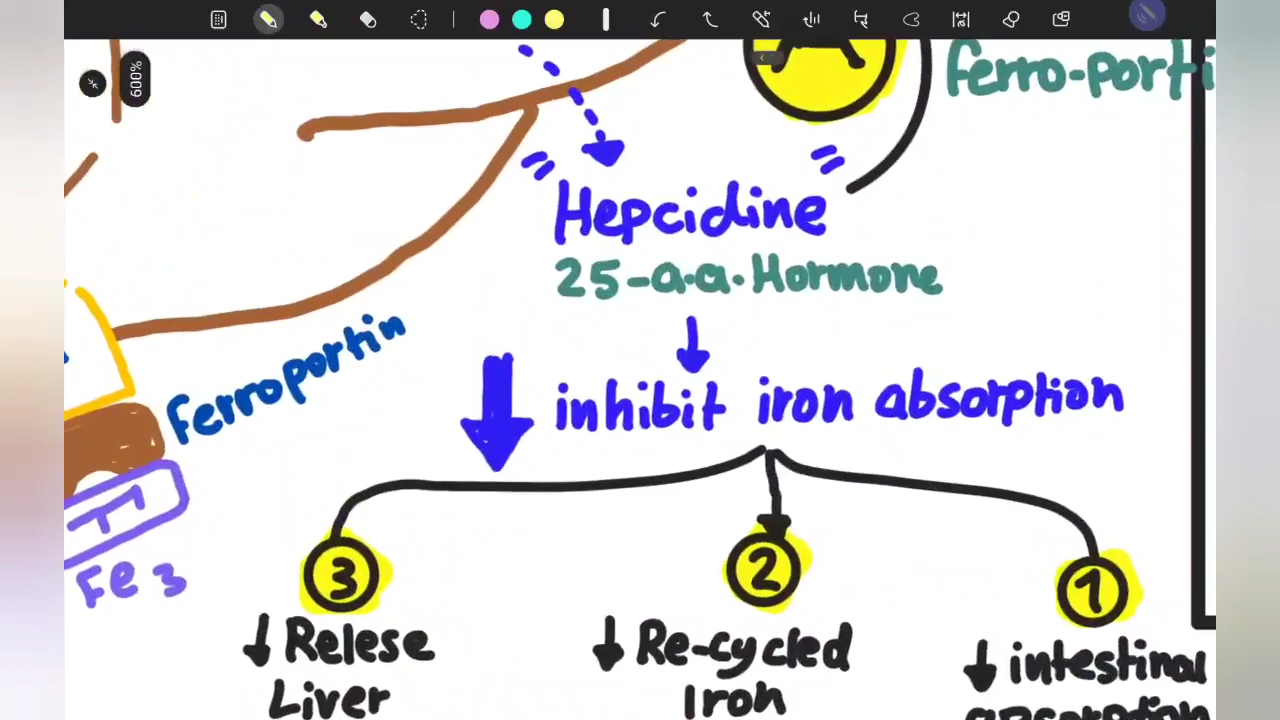 600%
ferro-porti
" Hepcidine "
25-a.a. Hormone
↓
↓ inhibit iron absorption
Ferroportin
Fe 3
3
↓ Relese
Liver
2
↓ Re-cycled
Iron
1
↓ intestinal
absorption